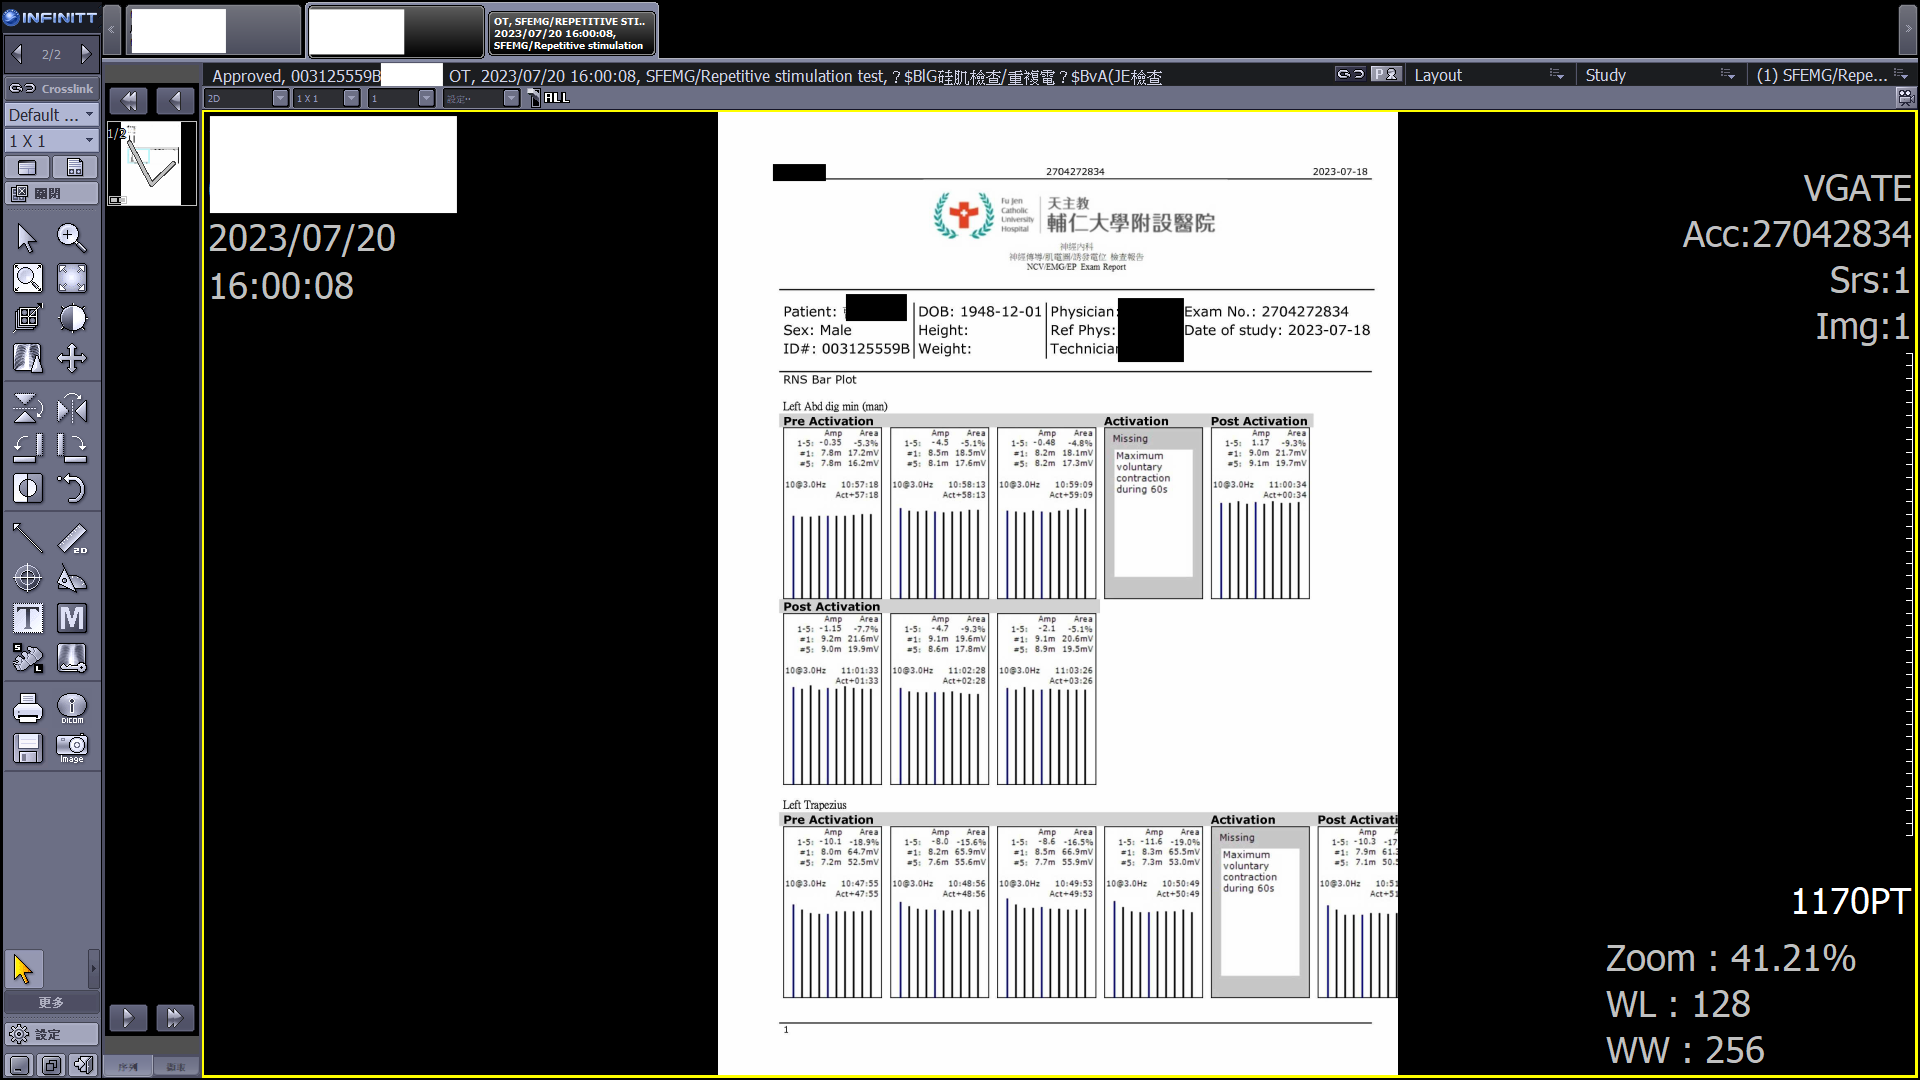 INFINITT
OT, SFEMG/REPETITIVE STI..
2023/07/20 16:00:08,
SFEMG/Repetitive stimulation
2/2
Crosslink
Default ...
1 X 1
關閉
DICOM
Image
更多
設定
1/2
Approved, 003125559B OT, 2023/07/20 16:00:08, SFEMG/Repetitive stimulation test, ?$BlG硅肌檢查/重複電?$BvA(JE檢查
Layout
Study
(1) SFEMG/Repe...
2D
1 X 1
1
設定..
ALL
2023/07/20
16:00:08
VGATE
Acc:27042834
Srs:1
Img:1
2704272834 2023-07-18
Fu Jen
Catholic
University
Hospital
天主教
輔仁大學附設醫院
神經內科
神經傳導/肌電圖/誘發電位 檢查報告
NCV/EMG/EP Exam Report
Patient: DOB: 1948-12-01 Physician: Exam No.: 2704272834
Sex: Male Height: Ref Phys: Date of study: 2023-07-18
ID#: 003125559B Weight: Technician
RNS Bar Plot
Left Abd dig min (man)
Pre Activation Activation Post Activation
Amp Area Amp Area Amp Area Missing Amp Area
1-5: -0.35 -5.3% 1-5: -4.5 -5.1% 1-5: -0.48 -4.8% 1-5: 1.17 -9.3%
#1: 7.8m 17.2mV #1: 8.5m 18.5mV #1: 8.2m 18.1mV #1: 9.0m 21.7mV
#5: 7.8m 16.2mV #5: 8.1m 17.6mV #5: 8.2m 17.3mV #5: 9.1m 19.7mV
Maximum
voluntary
contraction
during 60s
10@3.0Hz 10:57:18 10@3.0Hz 10:58:13 10@3.0Hz 10:59:09 10@3.0Hz 11:00:34
Act+57:18 Act+58:13 Act+59:09 Act+00:34
Post Activation
Amp Area Amp Area Amp Area
1-5: -1.15 -7.7% 1-5: -4.7 -9.3% 1-5: -2.1 -5.1%
#1: 9.2m 21.6mV #1: 9.1m 19.6mV #1: 9.1m 20.6mV
#5: 9.0m 19.9mV #5: 8.6m 17.8mV #5: 8.9m 19.5mV
10@3.0Hz 11:01:33 10@3.0Hz 11:02:28 10@3.0Hz 11:03:26
Act+01:33 Act+02:28 Act+03:26
Left Trapezius
Pre Activation Activation Post Activati
Amp Area Amp Area Amp Area Amp Area Missing Amp Area
1-5: -10.1 -18.9% 1-5: -8.0 -15.6% 1-5: -8.6 -16.5% 1-5: -11.6 -19.0% 1-5: -10.3 -17
#1: 8.0m 64.7mV #1: 8.2m 65.9mV #1: 8.5m 66.9mV #1: 8.3m 65.5mV #1: 7.9m 61.3
#5: 7.2m 52.5mV #5: 7.6m 55.6mV #5: 7.7m 55.9mV #5: 7.3m 53.0mV #5: 7.1m 50.5
Maximum
voluntary
contraction
during 60s
10@3.0Hz 10:47:55 10@3.0Hz 10:48:56 10@3.0Hz 10:49:53 10@3.0Hz 10:50:49 10@3.0Hz 10:51
Act+47:55 Act+48:56 Act+49:53 Act+50:49 Act+51
1
1170PT
Zoom : 41.21%
WL : 128
WW : 256